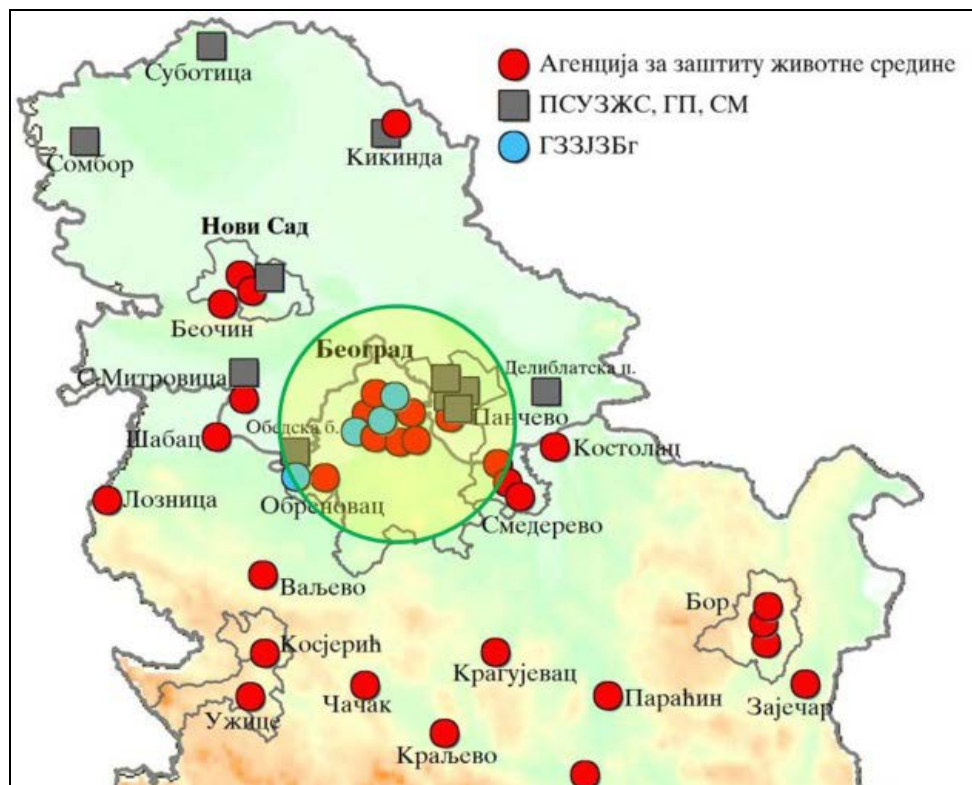 Суботица
Агенција за заштиту животне средине
ПСУЗЖС, ГП, СМ
ГЗЗЈЗБг
Сомбор
Кикинда
Нови Сад
Беочин
Београд
С.Митровица
Делиблатска п.
Панчево
Обедска б.
Шабац
Костолац
Лозница
Обреновац
Смедерево
Ваљево
Бор
Косјерић
Крагујевац
Ужице
Чачак
Параћин
Зајечар
Краљево